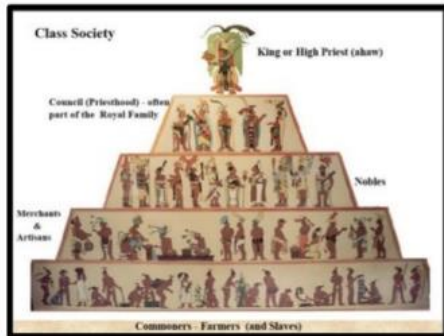 Class Society
King or High Priest (ahaw)
Council (Priesthood) - often
part of the Royal Family
Nobles
Merchants
&
Artisans
Commoners - Farmers (and Slaves)